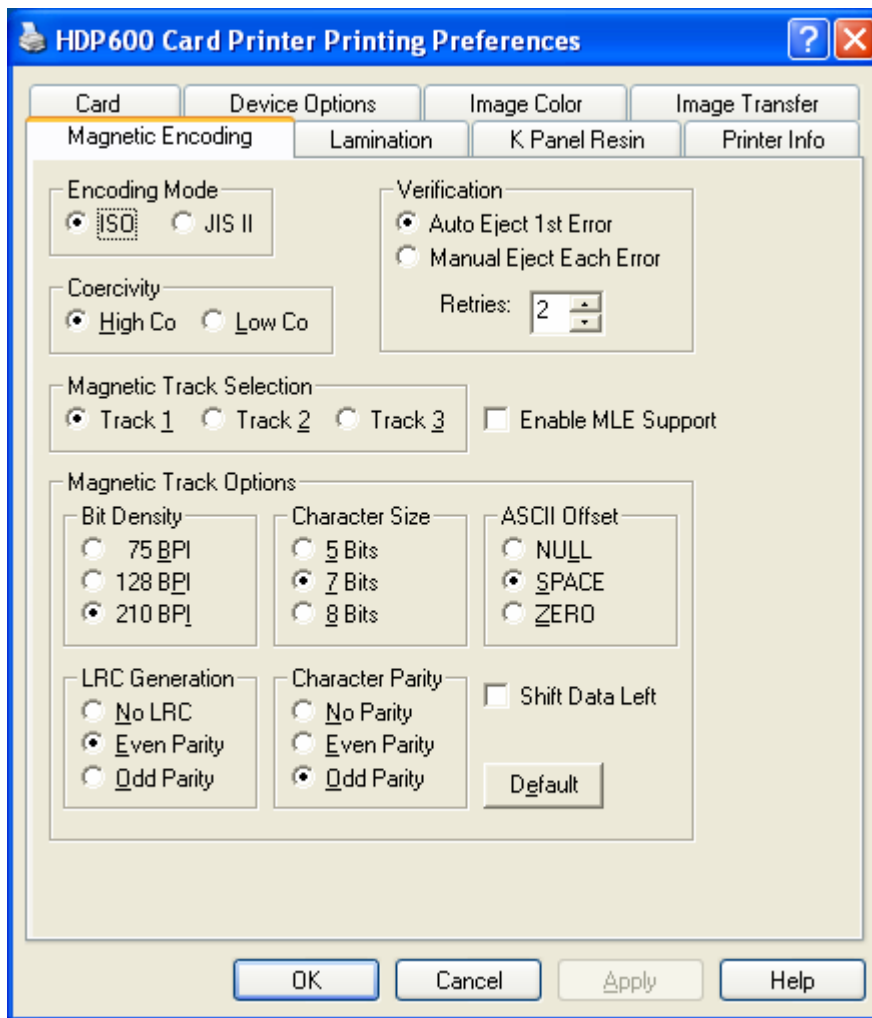 HDP600 Card Printer Printing Preferences
Card Device Options Image Color Image Transfer
Magnetic Encoding Lamination K Panel Resin Printer Info
Encoding Mode
ISO JIS II
Verification
Auto Eject 1st Error
Manual Eject Each Error
Retries: 2
Coercivity
High Co Low Co
Magnetic Track Selection
Track 1 Track 2 Track 3
Enable MLE Support
Magnetic Track Options
Bit Density
75 BPI
128 BPI
210 BPI
Character Size
5 Bits
7 Bits
8 Bits
ASCII Offset
NULL
SPACE
ZERO
LRC Generation
No LRC
Even Parity
Odd Parity
Character Parity
No Parity
Even Parity
Odd Parity
Shift Data Left
Default
OK Cancel Apply Help